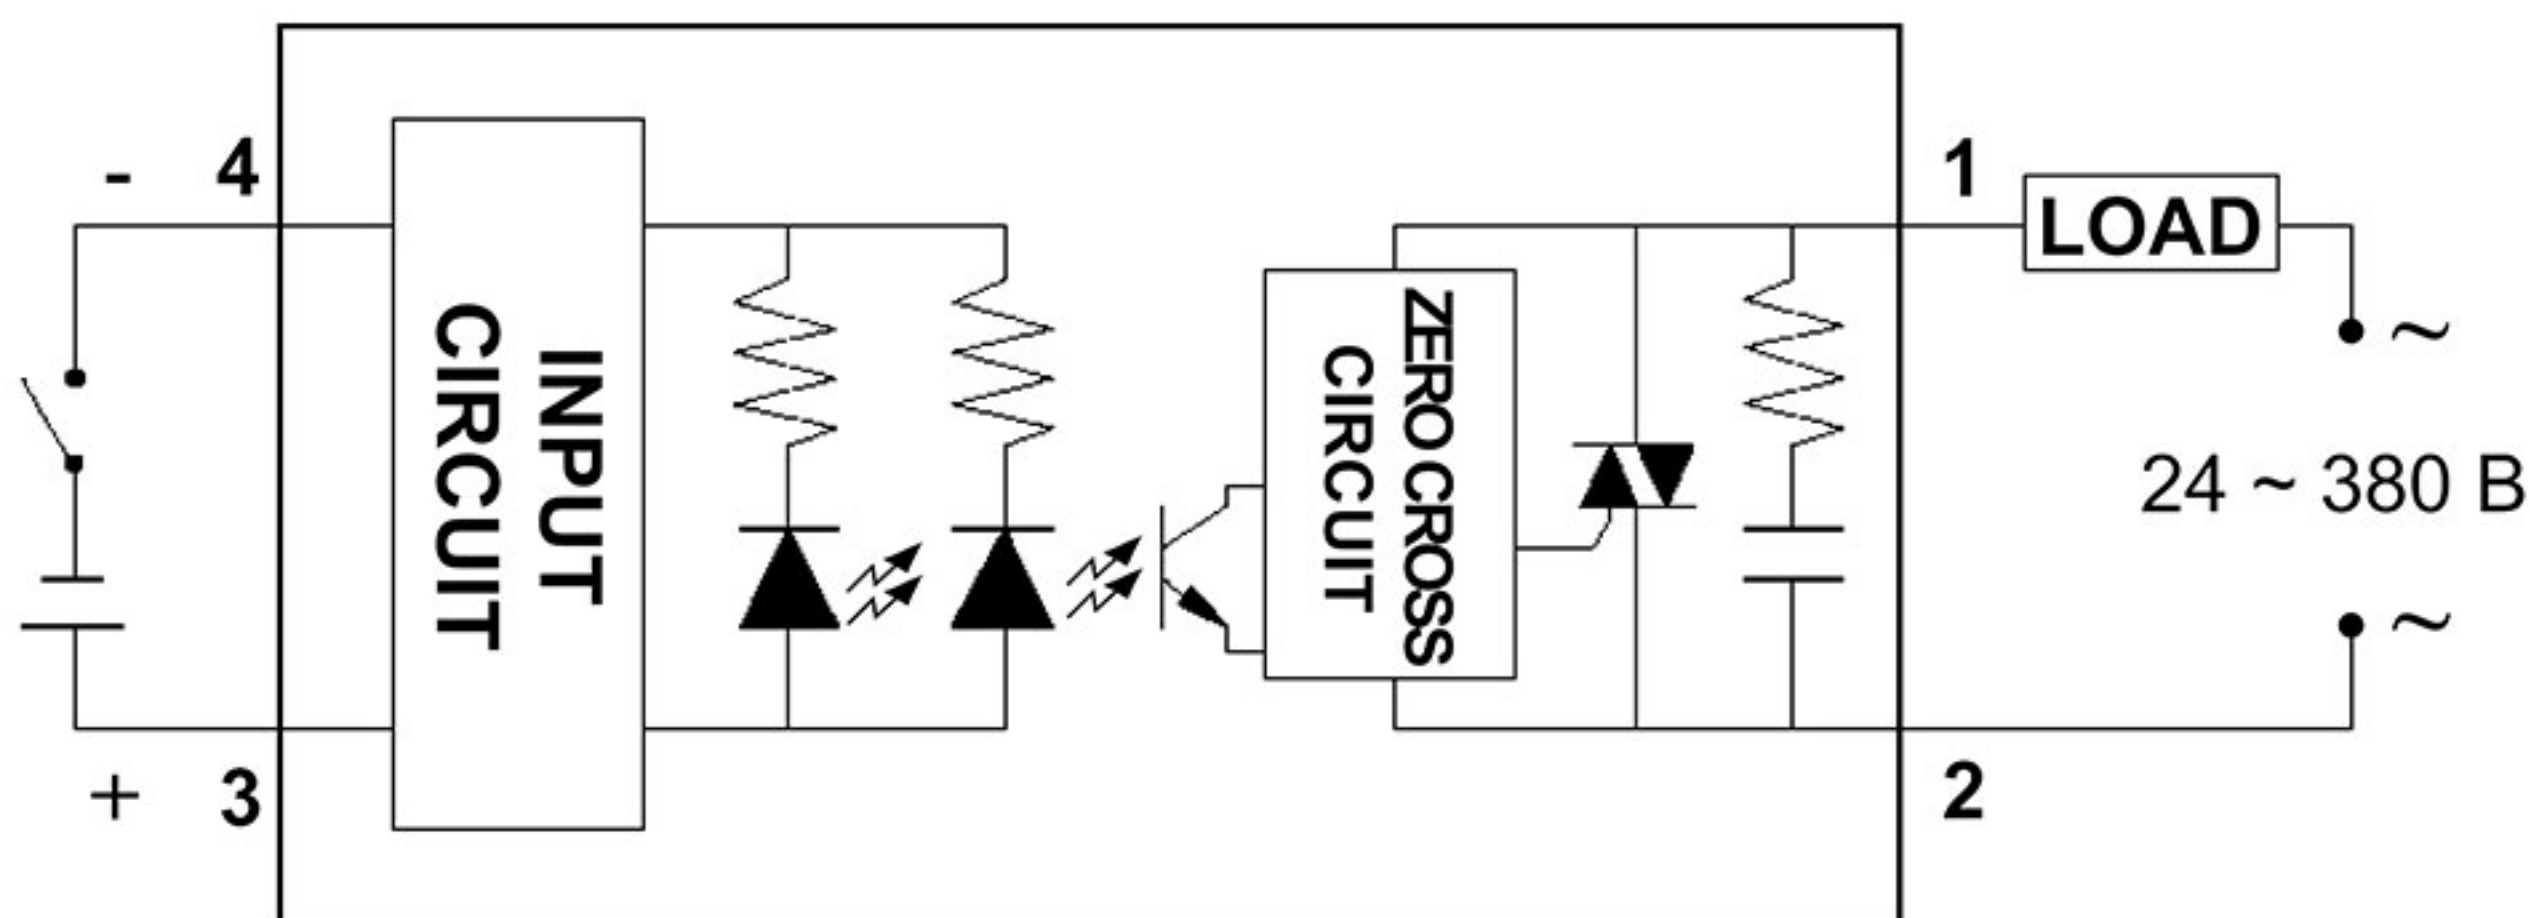 - 4
INPUT
CIRCUIT
+ 3
ZERO CROSS
CIRCUIT
1
LOAD
~
24 ~ 380 В
~
2